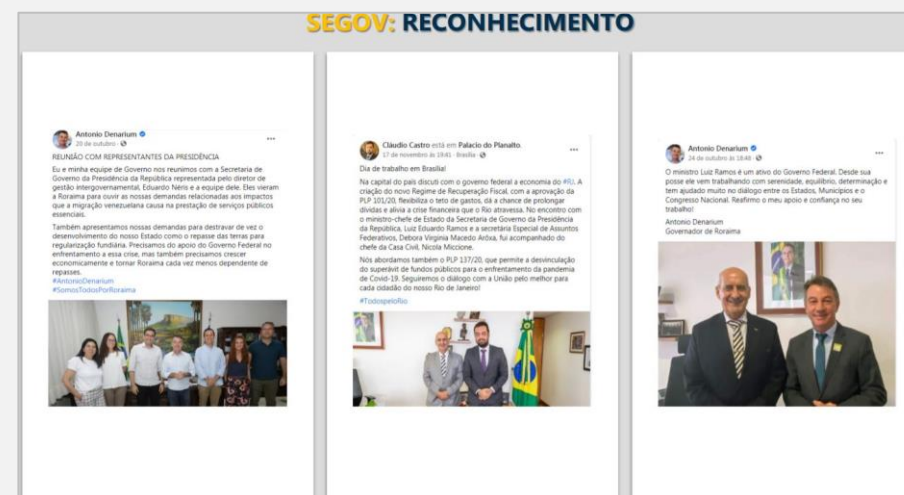 SEGOV: RECONHECIMENTO
Antonio Denarium
20 de outubro ·
REUNIÃO COM REPRESENTANTES DA PRESIDÊNCIA
Eu e minha equipe de Governo nos reunimos com a Secretaria de
Governo da Presidência da República representada pelo diretor de
gestão intergovernamental, Eduardo Néris e a equipe dele. Eles vieram
a Roraima para ouvir as nossas demandas relacionadas aos impactos
que a migração venezuelana causa na prestação de serviços públicos
essenciais.
Também apresentamos nossas demandas para destravar de vez o
desenvolvimento do nosso Estado como o repasse das terras para
regularização fundiária. Precisamos do apoio do Governo Federal no
enfrentamento a essa crise, mas também precisamos crescer
economicamente e tornar Roraima cada vez menos dependente de
repasses.
#AntonioDenarium
#SomosTodosPorRoraima
Cláudio Castro está em Palacio do Planalto.
17 de novembro às 19:41 · Brasília ·
Dia de trabalho em Brasília!
Na capital do país discuti com o governo federal a economia do #RJ. A
criação do novo Regime de Recuperação Fiscal, com a aprovação da
PLP 101/20, flexibiliza o teto de gastos, dá a chance de prolongar
dívidas e alivia a crise financeira que o Rio atravessa. No encontro com
o ministro-chefe de Estado da Secretaria de Governo da Presidência
da República, Luiz Eduardo Ramos e a secretária Especial de Assuntos
Federativos, Debora Virginia Macedo Arôxa, fui acompanhado do
chefe da Casa Civil, Nicola Miccione.
Nós abordamos também o PLP 137/20, que permite a desvinculação
do superávit de fundos públicos para o enfrentamento da pandemia
de Covid-19. Seguiremos o diálogo com a União pelo melhor para
cada cidadão do nosso Rio de Janeiro!
#TodospeloRio
Antonio Denarium
24 de outubro às 18:48 ·
O ministro Luiz Ramos é um ativo do Governo Federal. Desde sua
posse ele vem trabalhando com serenidade, equilíbrio, determinação e
tem ajudado muito no diálogo entre os Estados, Municípios e o
Congresso Nacional. Reafirmo o meu apoio e confiança no seu
trabalho!
Antonio Denarium
Governador de Roraima